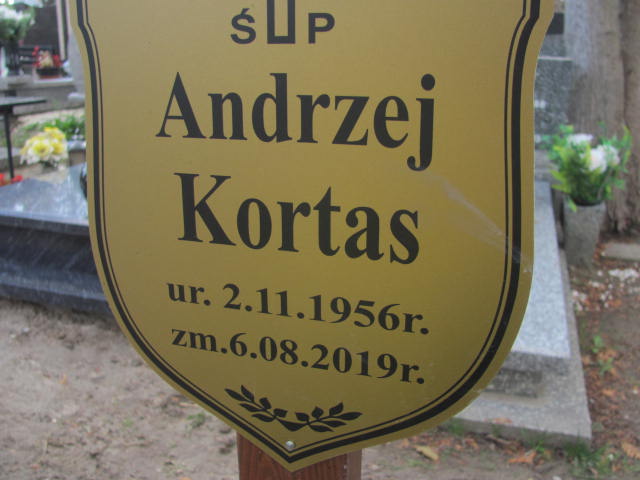 ŚP
Andrzej
Kortas
ur. 2.11.1956r.
zm.6.08.2019r.